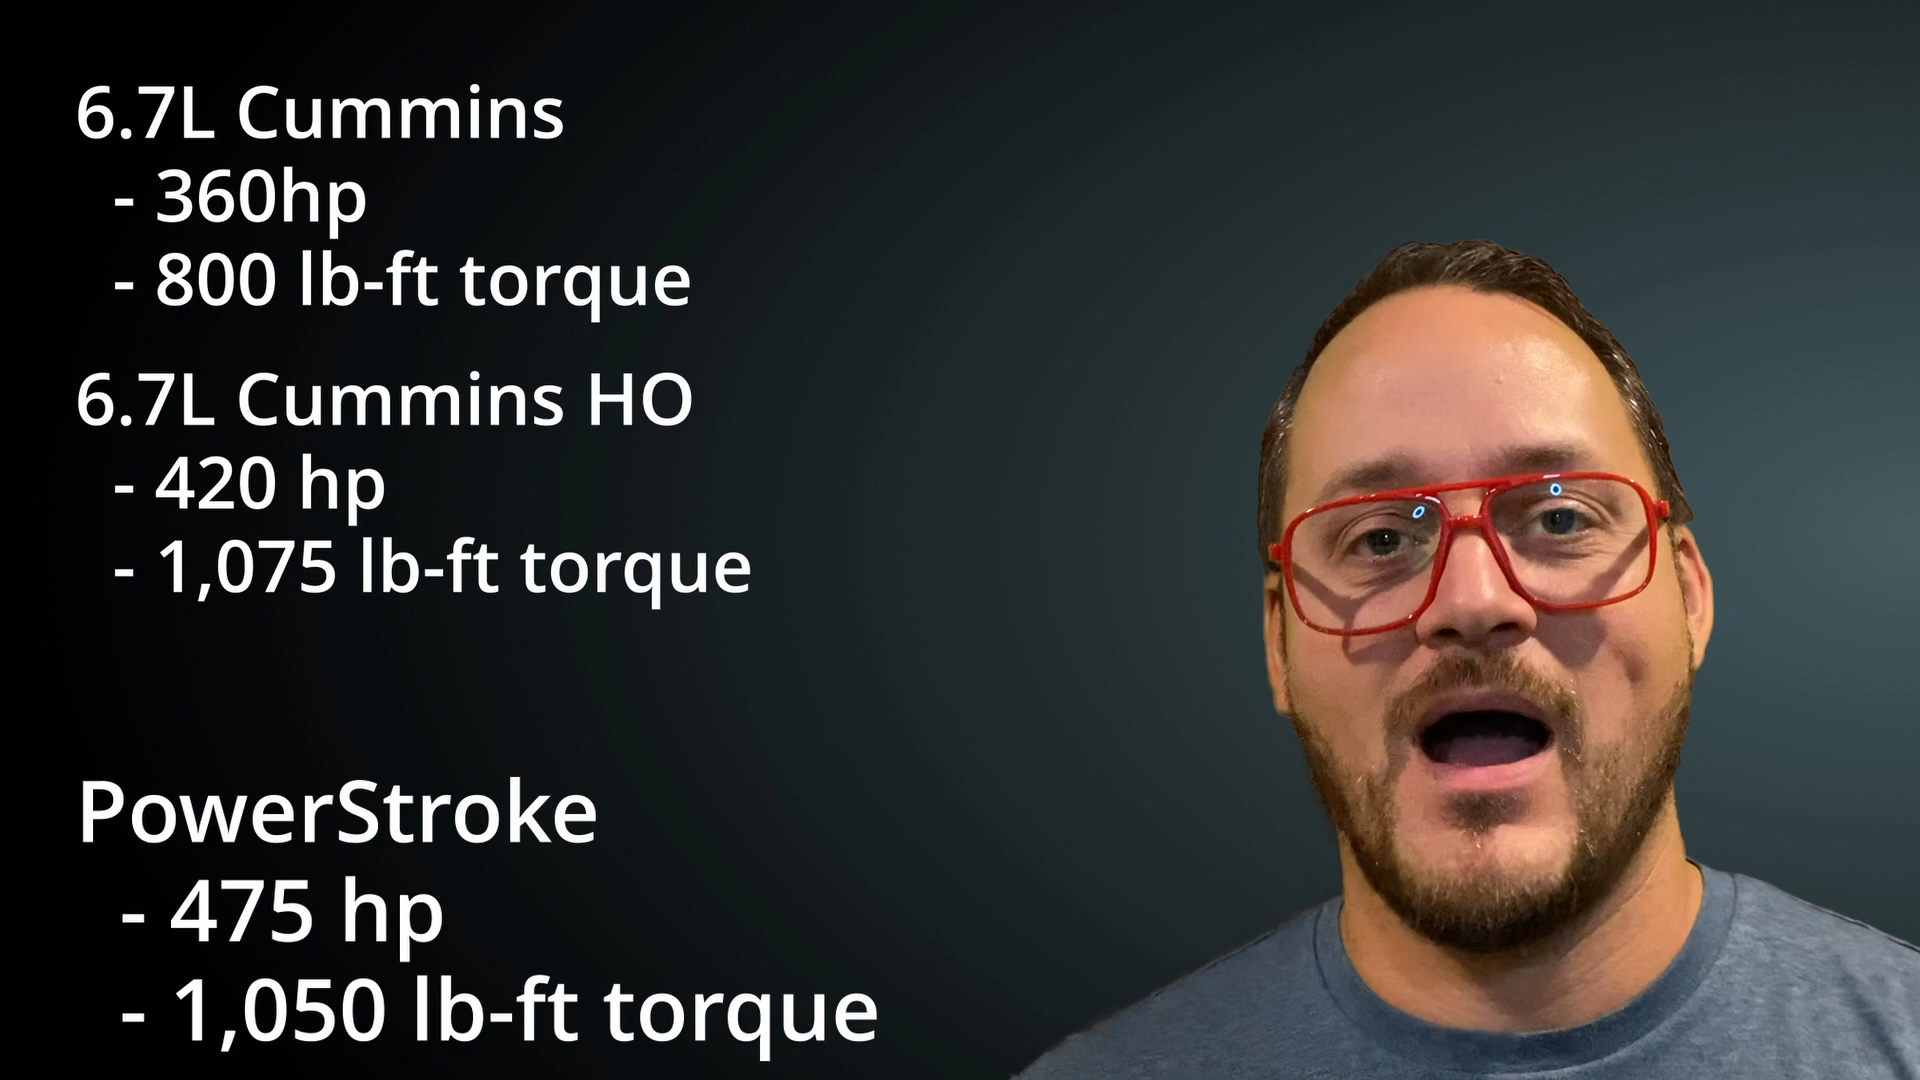 6.7L Cummins
- 360hp
- 800 lb-ft torque
6.7L Cummins HO
- 420 hp
- 1,075 lb-ft torque
PowerStroke
- 475 hp
- 1,050 lb-ft torque